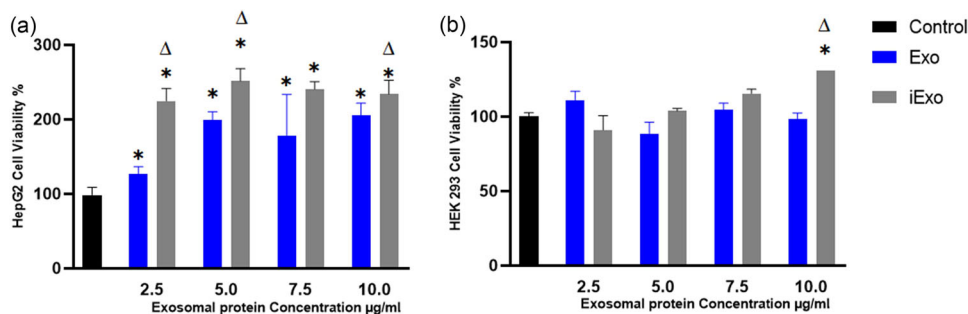 (a)
HepG2 Cell Viability %
300
200
100
0
Δ
*
*
Δ
*
*
*
*
Δ
*
*
2.5 5.0 7.5 10.0
Exosomal protein Concentration µg/ml
(b)
HEK 293 Cell Viability %
150
100
50
0
Δ
*
2.5 5.0 7.5 10.0
Exosomal protein Concentration µg/ml
Control
Exo
iExo